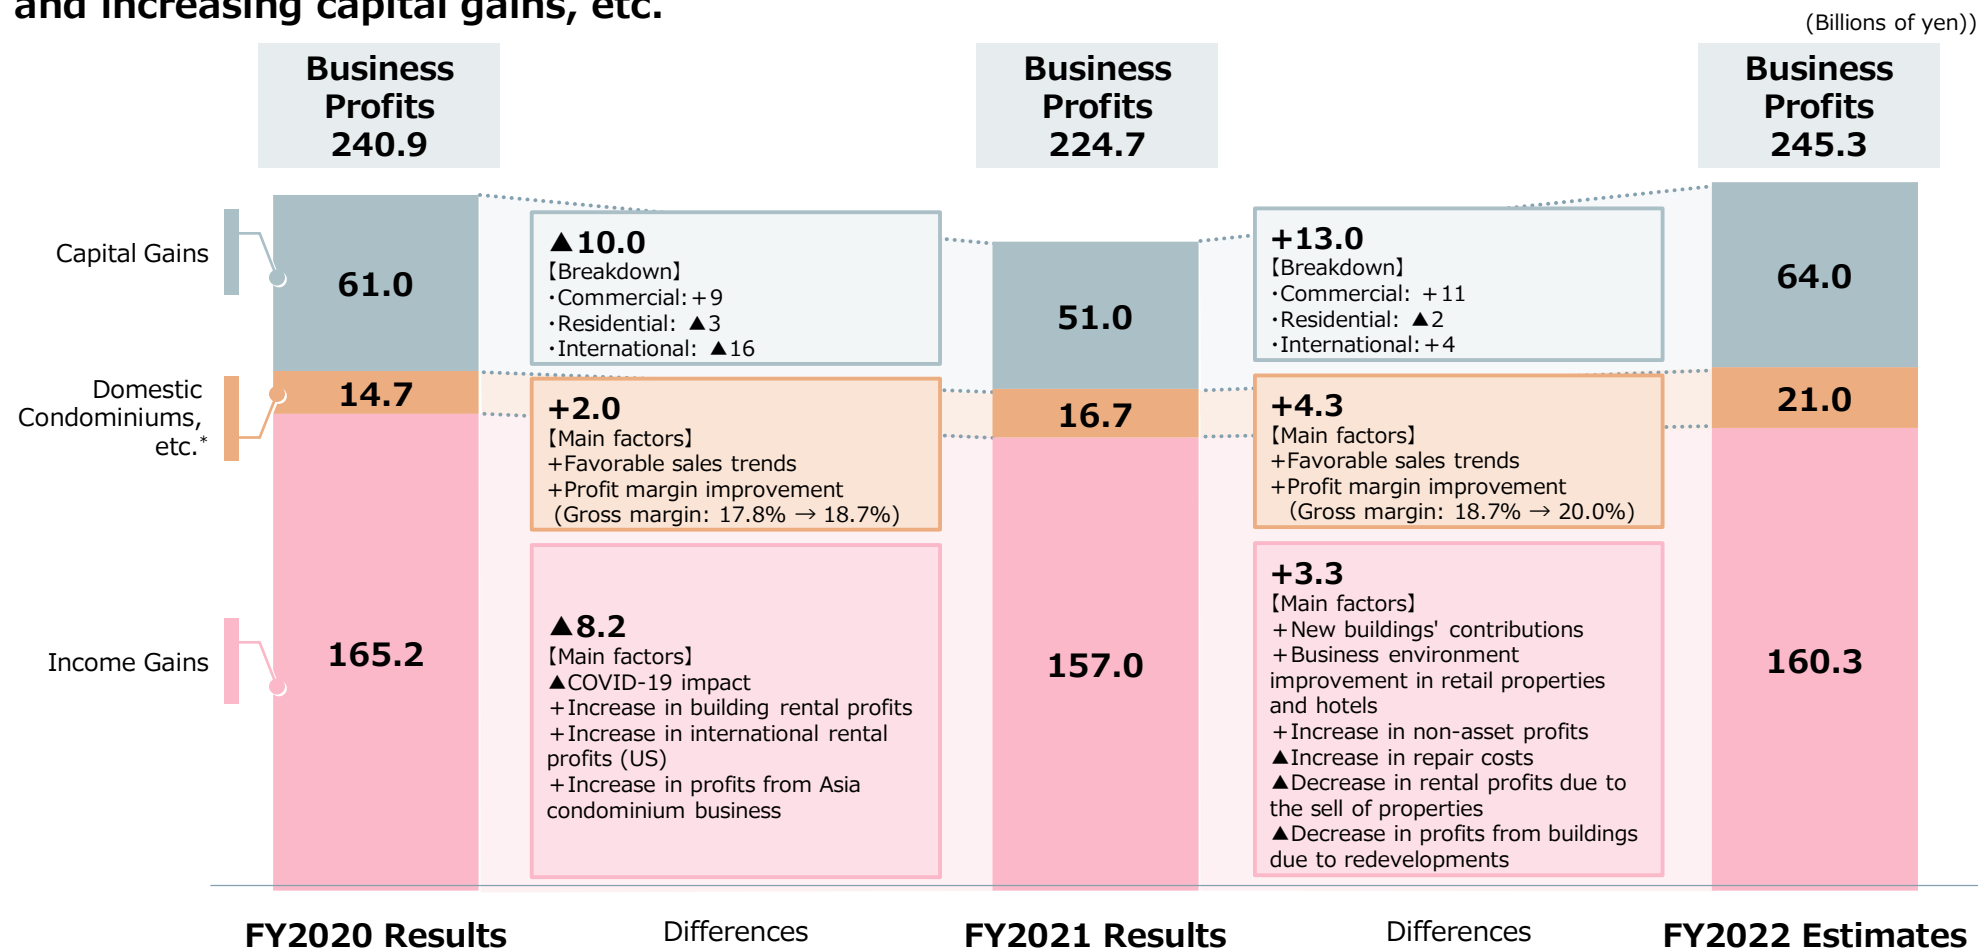 and increasing capital gains, etc.
(Billions of yen))
Business
Profits
240.9
Business
Profits
224.7
Business
Profits
245.3
Capital Gains
61.0
▲10.0
【Breakdown】
・Commercial:+9
・Residential: ▲3
・International: ▲16
51.0
+13.0
【Breakdown】
・Commercial: +11
・Residential: ▲2
・International:+4
64.0
Domestic
Condominiums,
etc.*
14.7
+2.0
【Main factors】
+Favorable sales trends
+Profit margin improvement
(Gross margin: 17.8% → 18.7%)
16.7
+4.3
【Main factors】
+Favorable sales trends
+Profit margin improvement
(Gross margin: 18.7% → 20.0%)
21.0
Income Gains
165.2
▲8.2
【Main factors】
▲COVID-19 impact
+Increase in building rental profits
+Increase in international rental
profits (US)
+Increase in profits from Asia
condominium business
157.0
+3.3
【Main factors】
+New buildings' contributions
+Business environment
improvement in retail properties
and hotels
+Increase in non-asset profits
▲Increase in repair costs
▲Decrease in rental profits due to
the sell of properties
▲Decrease in profits from buildings
due to redevelopments
160.3
FY2020 Results
Differences
FY2021 Results
Differences
FY2022 Estimates